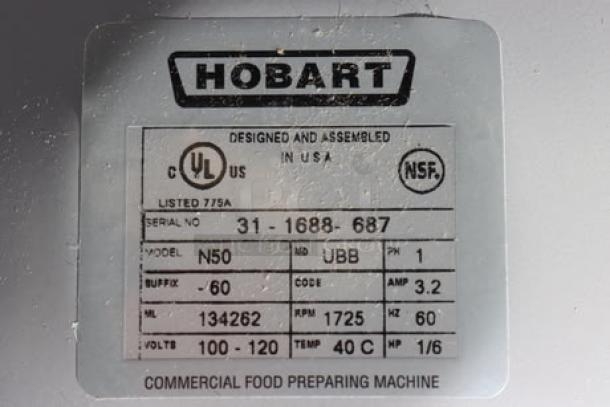 HOBART
DESIGNED AND ASSEMBLED
IN USA
C UL US
NSF.
LISTED 775A
SERIAL NO 31 - 1688- 687
MODEL N50 MD UBB PH 1
SUFFIX - 60 CODE AMP 3.2
ML 134262 RPM 1725 HZ 60
VOLTS 100 - 120 TEMP 40 C HP 1/6
COMMERCIAL FOOD PREPARING MACHINE